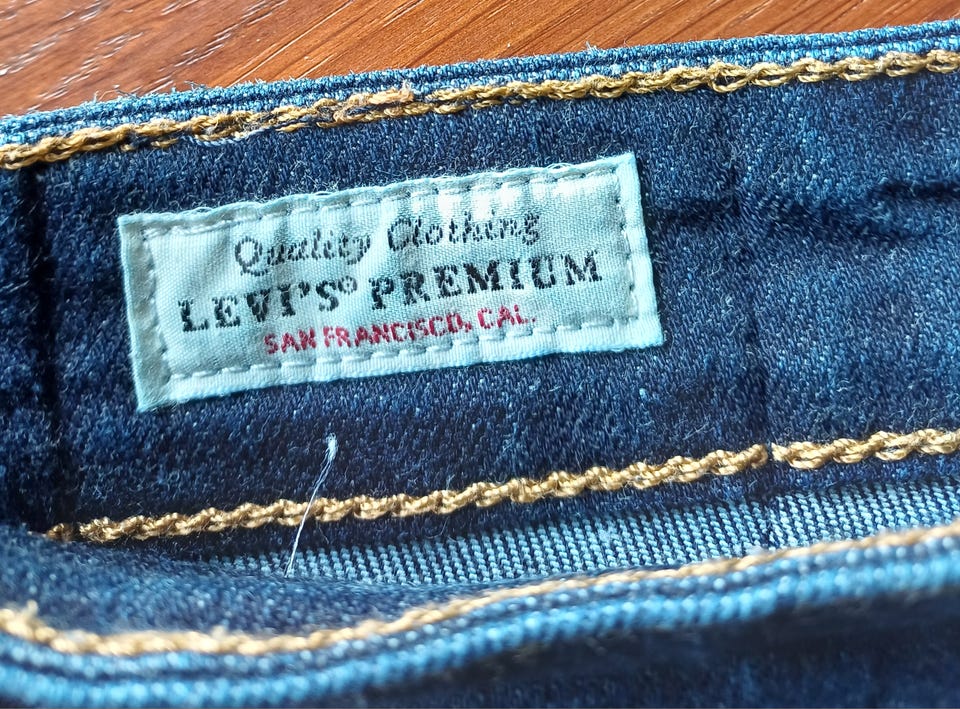 Quality Clothing
LEVI'S® PREMIUM
SAN FRANCISCO, CAL.